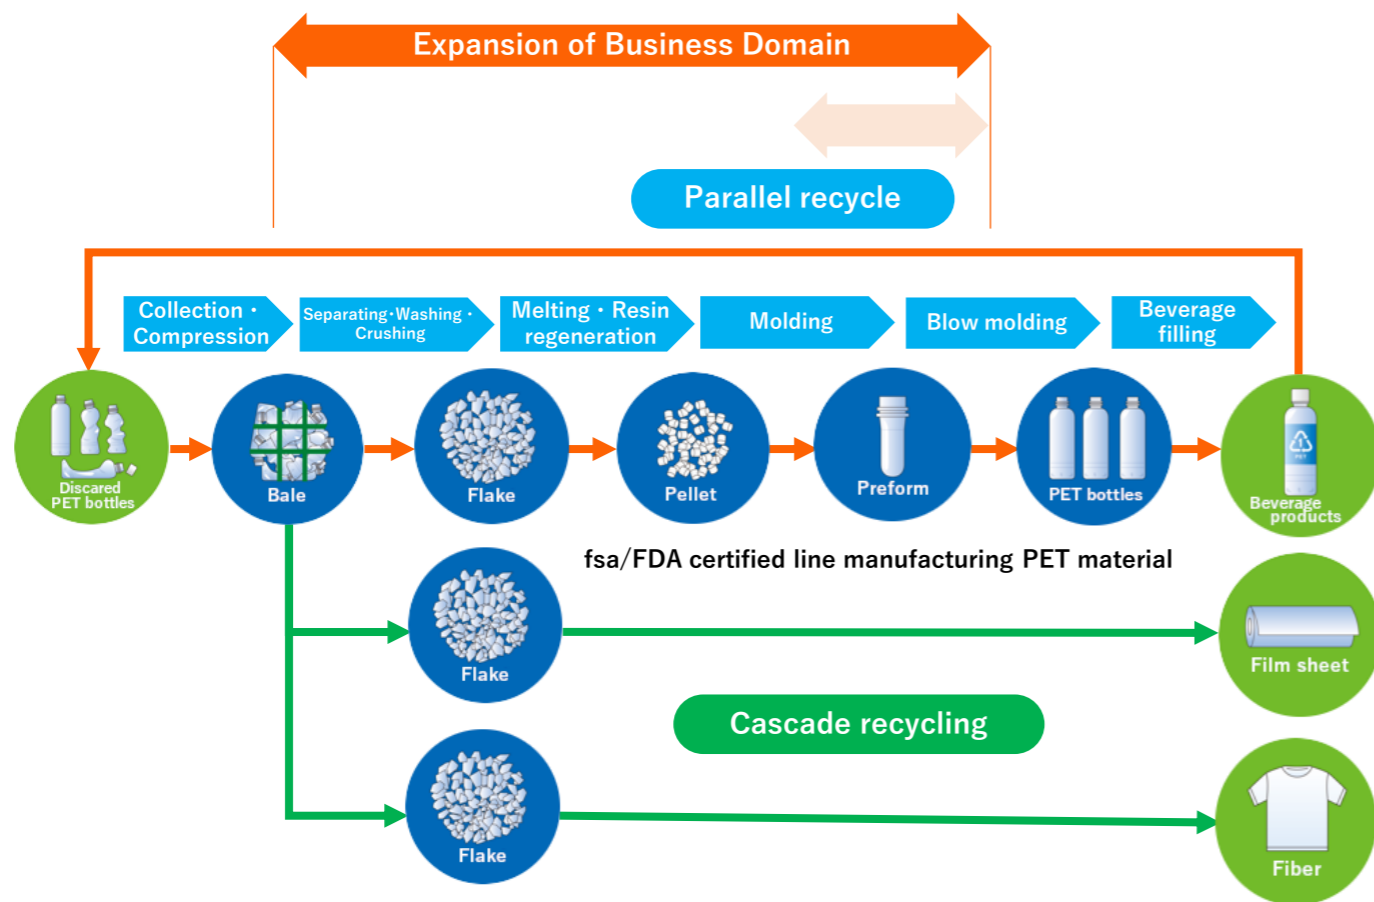 Expansion of Business Domain
Parallel recycle
Collection・
Compression
Separating・Washing・
Crushing
Melting・Resin
regeneration
Molding
Blow molding
Beverage
filling
Discared
PET bottles
Bale
Flake
Pellet
Preform
PET bottles
PET
Beverage
products
fsa/FDA certified line manufacturing PET material
Flake
Film sheet
Cascade recycling
Flake
Fiber